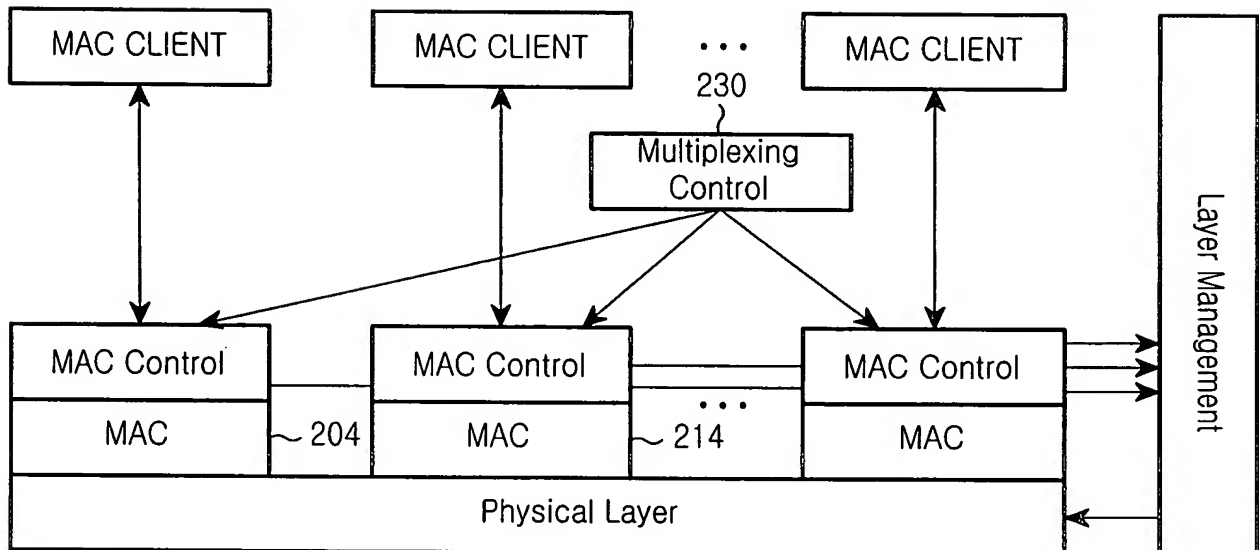 MAC CLIENT
MAC CLIENT
...
MAC CLIENT
230
Multiplexing
Control
Layer Management
MAC Control
MAC Control
MAC Control
MAC
204
MAC
214
...
MAC
Physical Layer